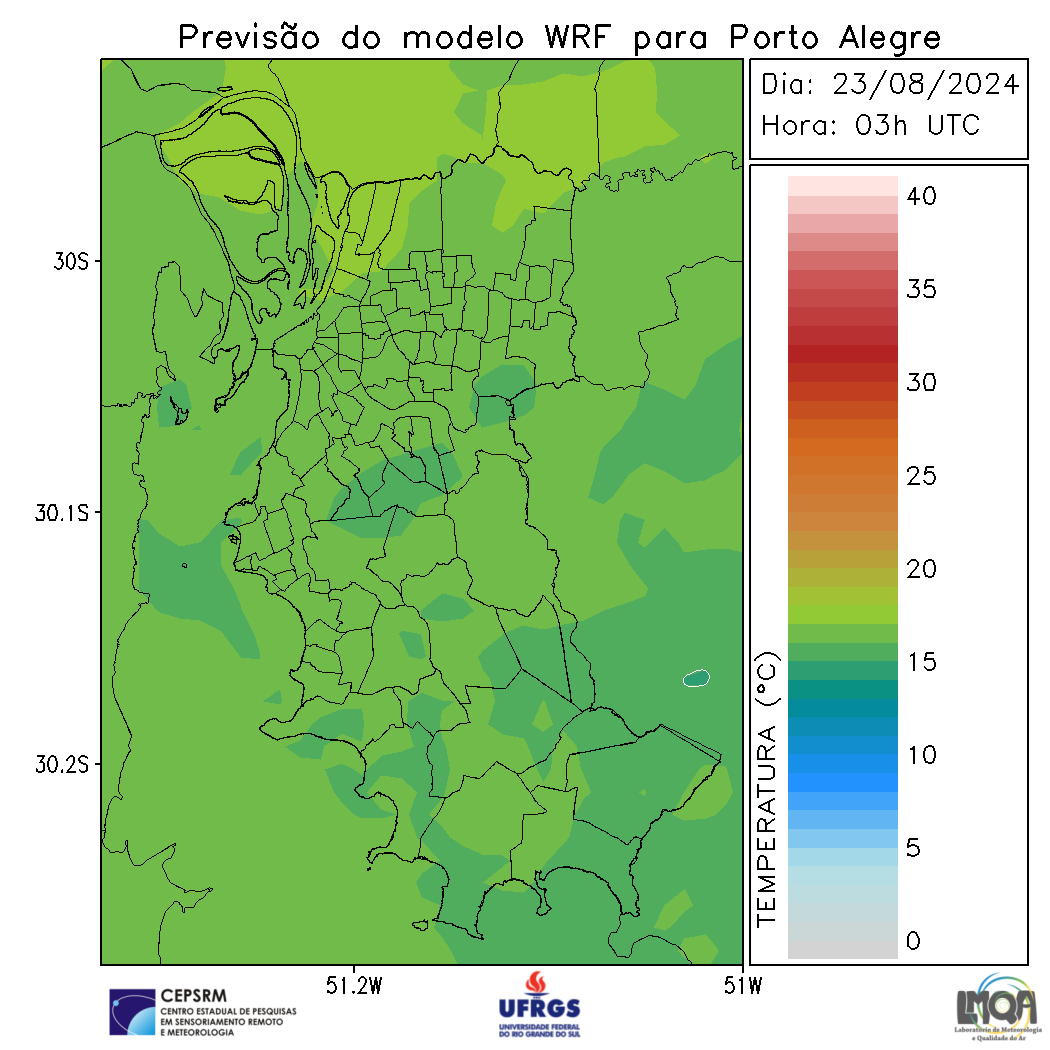 Previsão do modelo WRF para Porto Alegre
Dia: 23/08/2024
Hora: 03h UTC
30S
30.1S
30.2S
51.2W
51W
40
35
30
25
20
15
10
5
0
TEMPERATURA (°C)
CEPSRM
CENTRO ESTADUAL DE PESQUISAS
EM SENSORIAMENTO REMOTO
E METEOROLOGIA
UFRGS
UNIVERSIDADE FEDERAL
DO RIO GRANDE DO SUL
LMQA
Laboratório de Meteorologia
e Qualidade do Ar